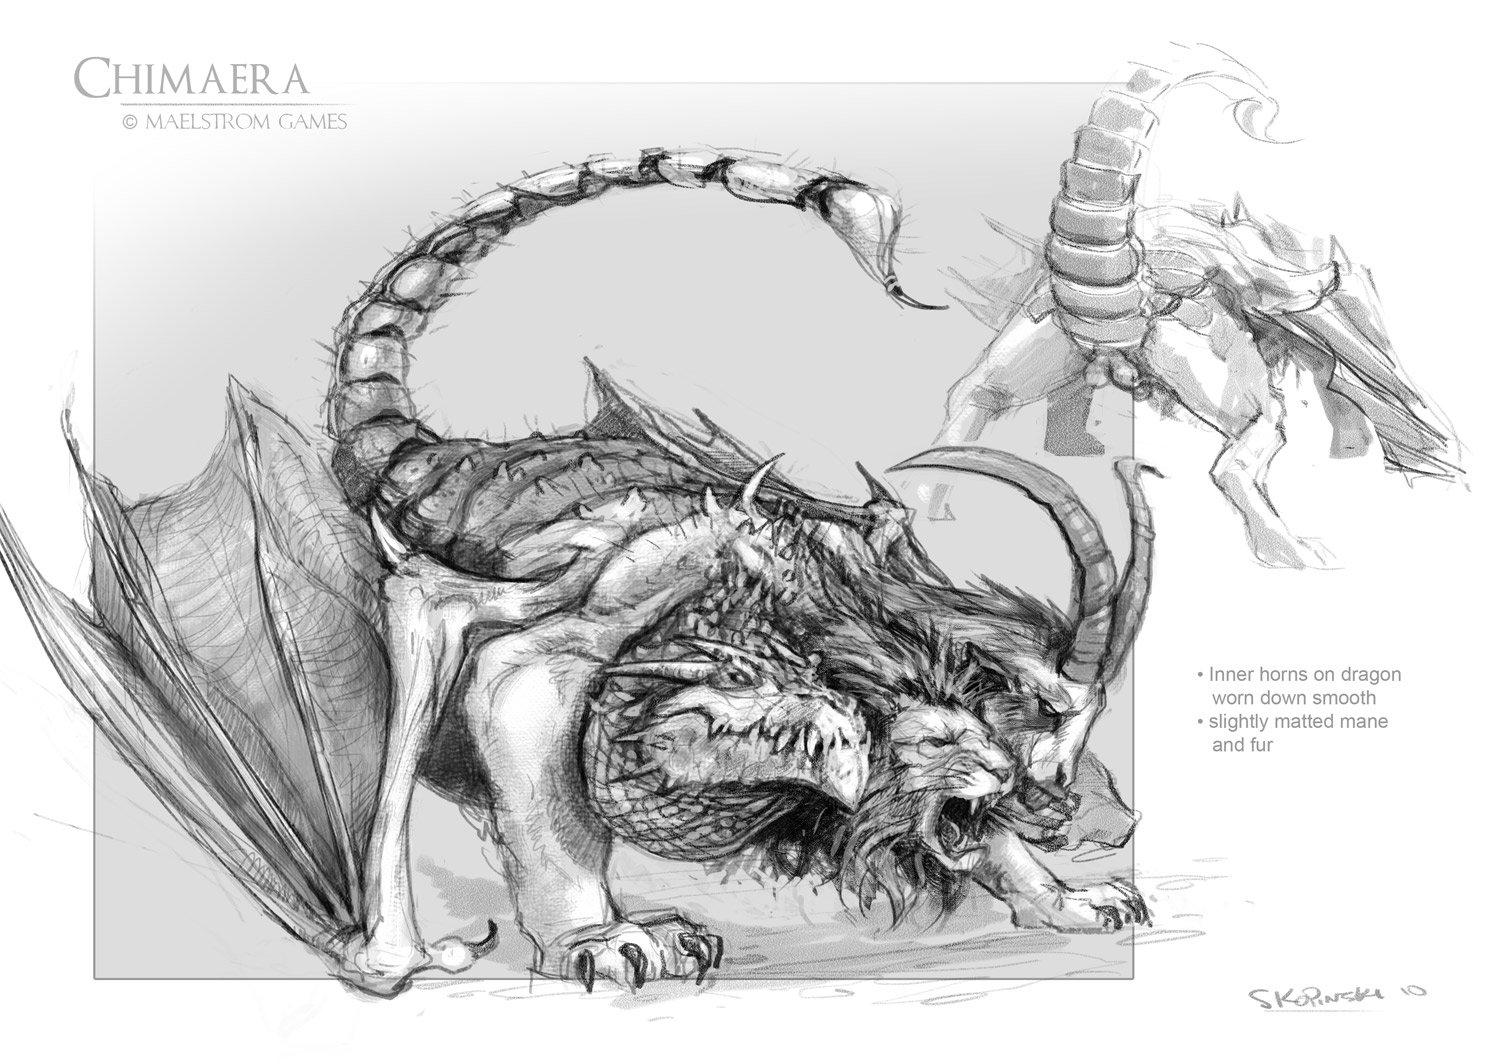 CHIMAERA
© MAELSTROM GAMES
• Inner horns on dragon
worn down smooth
• slightly matted mane
and fur
SKOPINSKI 10